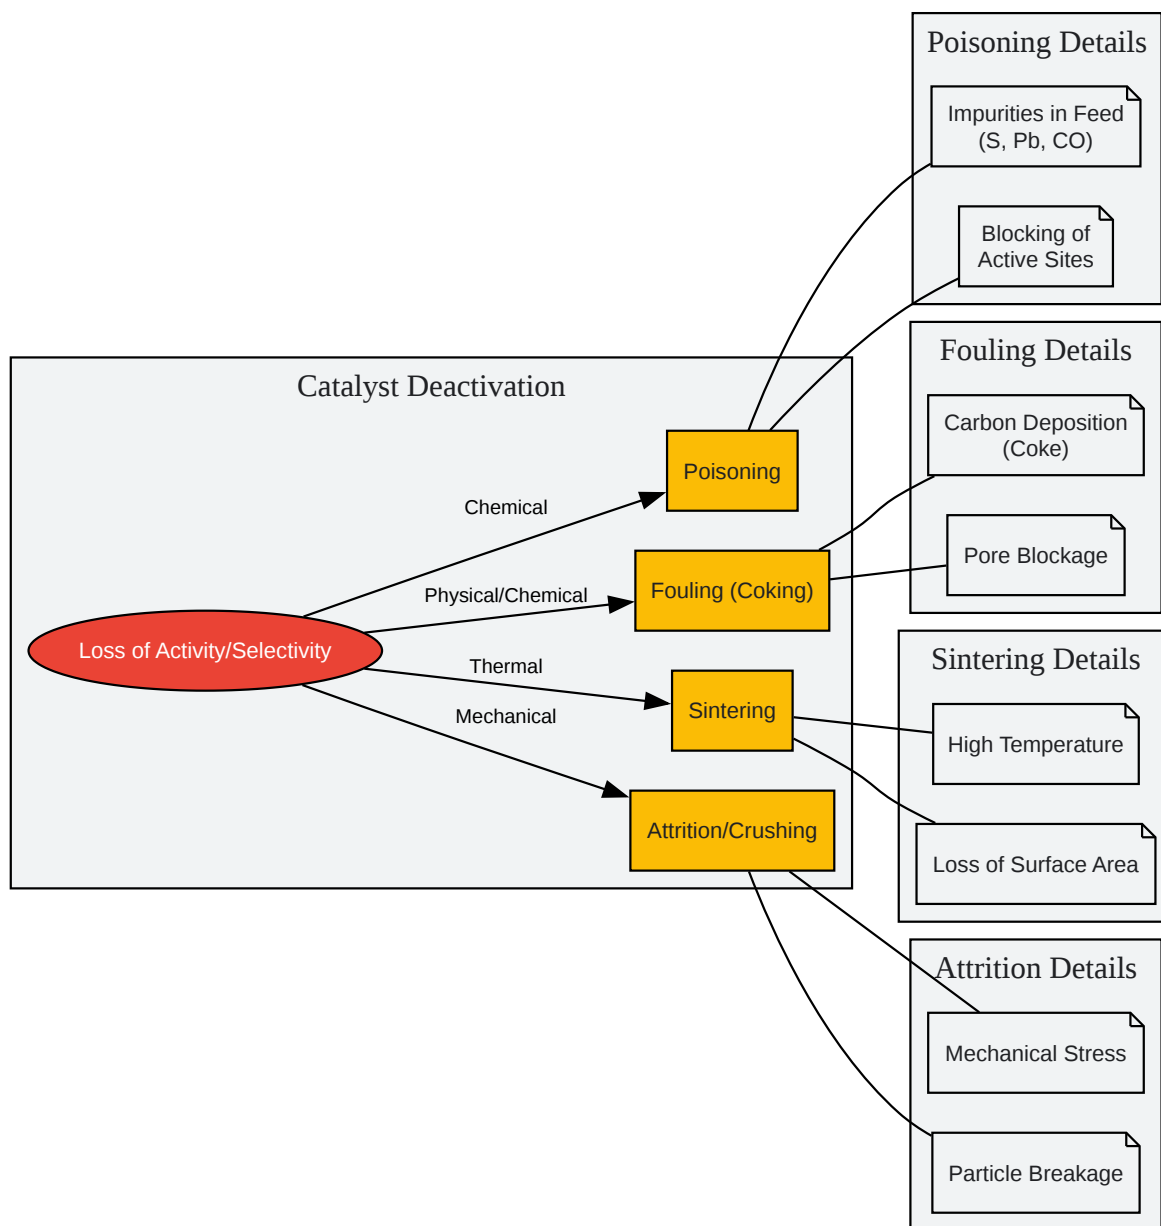 Catalyst Deactivation
Loss of Activity/Selectivity
Chemical
Physical/Chemical
Thermal
Mechanical
Poisoning
Fouling (Coking)
Sintering
Attrition/Crushing
Poisoning Details
Impurities in Feed
(S, Pb, CO)
Blocking of
Active Sites
Fouling Details
Carbon Deposition
(Coke)
Pore Blockage
Sintering Details
High Temperature
Loss of Surface Area
Attrition Details
Mechanical Stress
Particle Breakage